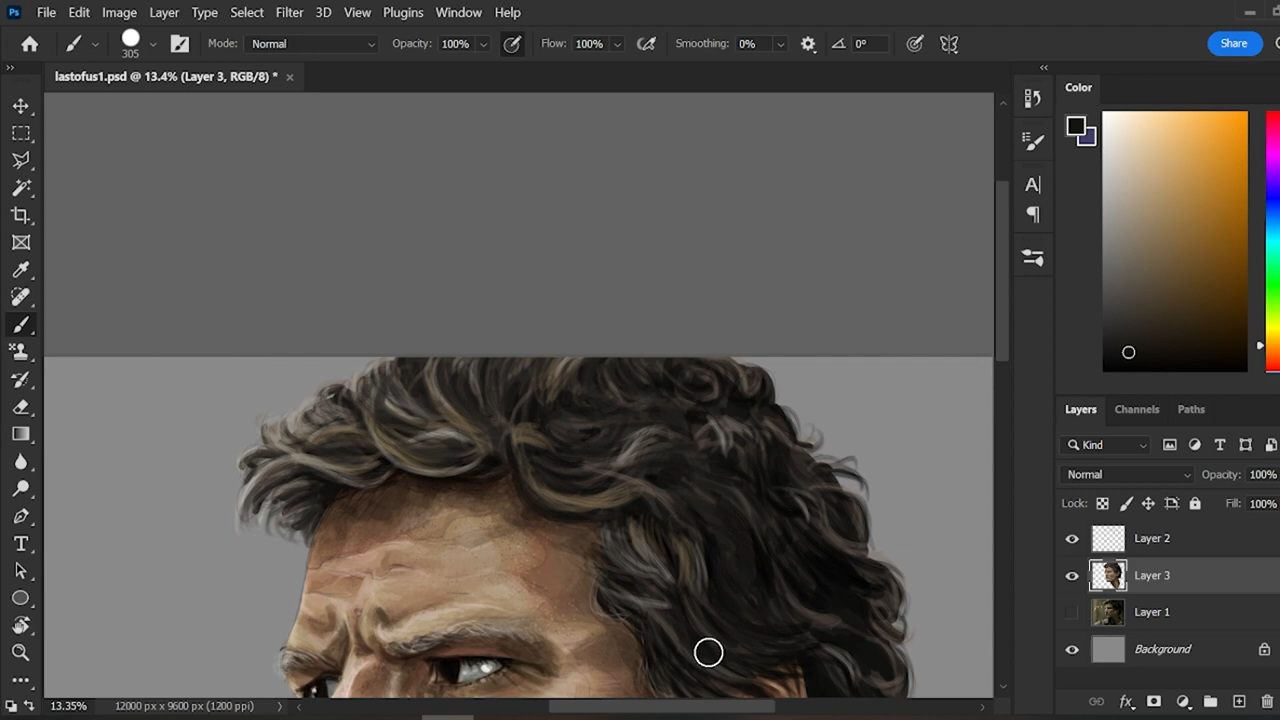 Ps File Edit Image Layer Type Select Filter 3D View Plugins Window Help
305 Mode: Normal Opacity: 100% Flow: 100% Smoothing: 0% 0° Share
lastofus1.psd @ 13.4% (Layer 3, RGB/8) *
Color
Layers Channels Paths
Kind
Normal Opacity: 100%
Lock: Fill: 100%
Layer 2
Layer 3
Layer 1
Background
13.35% 12000 px x 9600 px (1200 ppi)